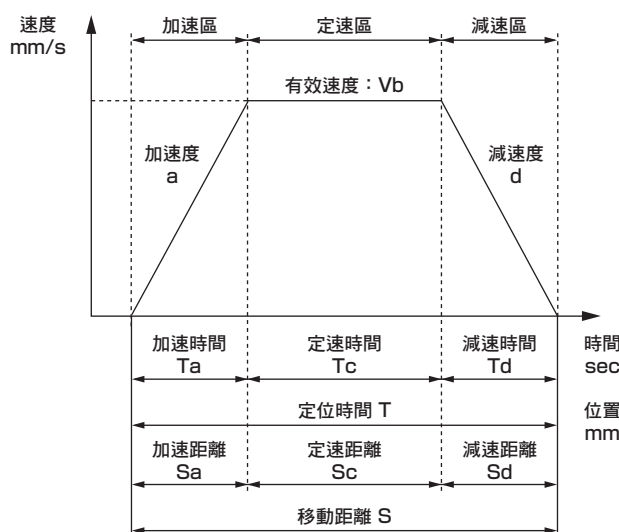 速度
mm/s
加速區
定速區
減速區
有效速度：Vb
加速度
a
減速度
d
加速時間
Ta
定速時間
Tc
減速時間
Td
時間
sec
定位時間 T
位置
mm
加速距離
Sa
定速距離
Sc
減速距離
Sd
移動距離 S